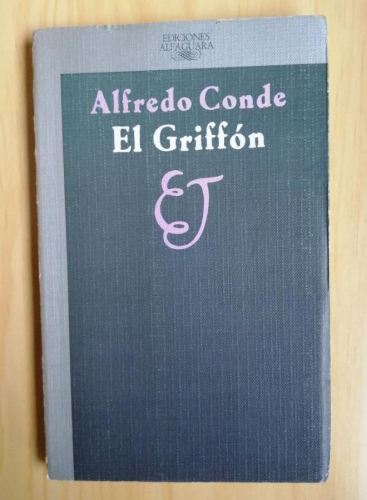 EDICIONES
ALFAGUARA
Alfredo Conde
El Griffón